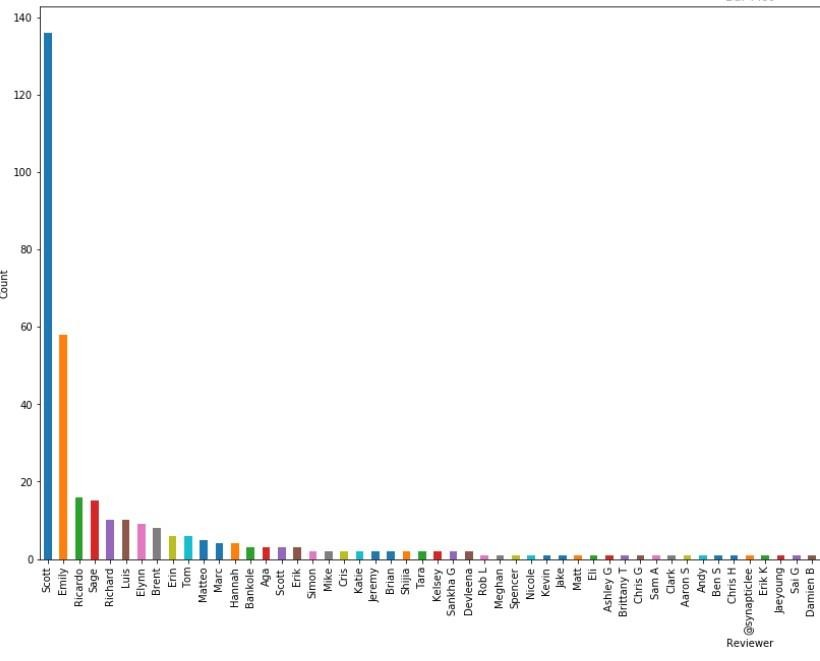 140
120
100
80
60
40
20
0
Count
Scott
Emily
Ricardo
Sage
Richard
Luis
Elynn
Brent
Erin
Tom
Matteo
Marc
Hannah
Bankole
Aga
Scott
Erik
Simon
Mike
Cris
Katie
Jeremy
Brian
Shijia
Tara
Kelsey
Sankha G
Devleena
Rob L
Meghan
Spencer
Nicole
Kevin
Jake
Matt
Eli
Ashley G
Brittany T
Chris G
Sam A
Clark
Aaron S
Andy
Ben S
Chris H
@synapticlee
Erik K
Jaeyoung
Sai G
Damien B
Reviewer